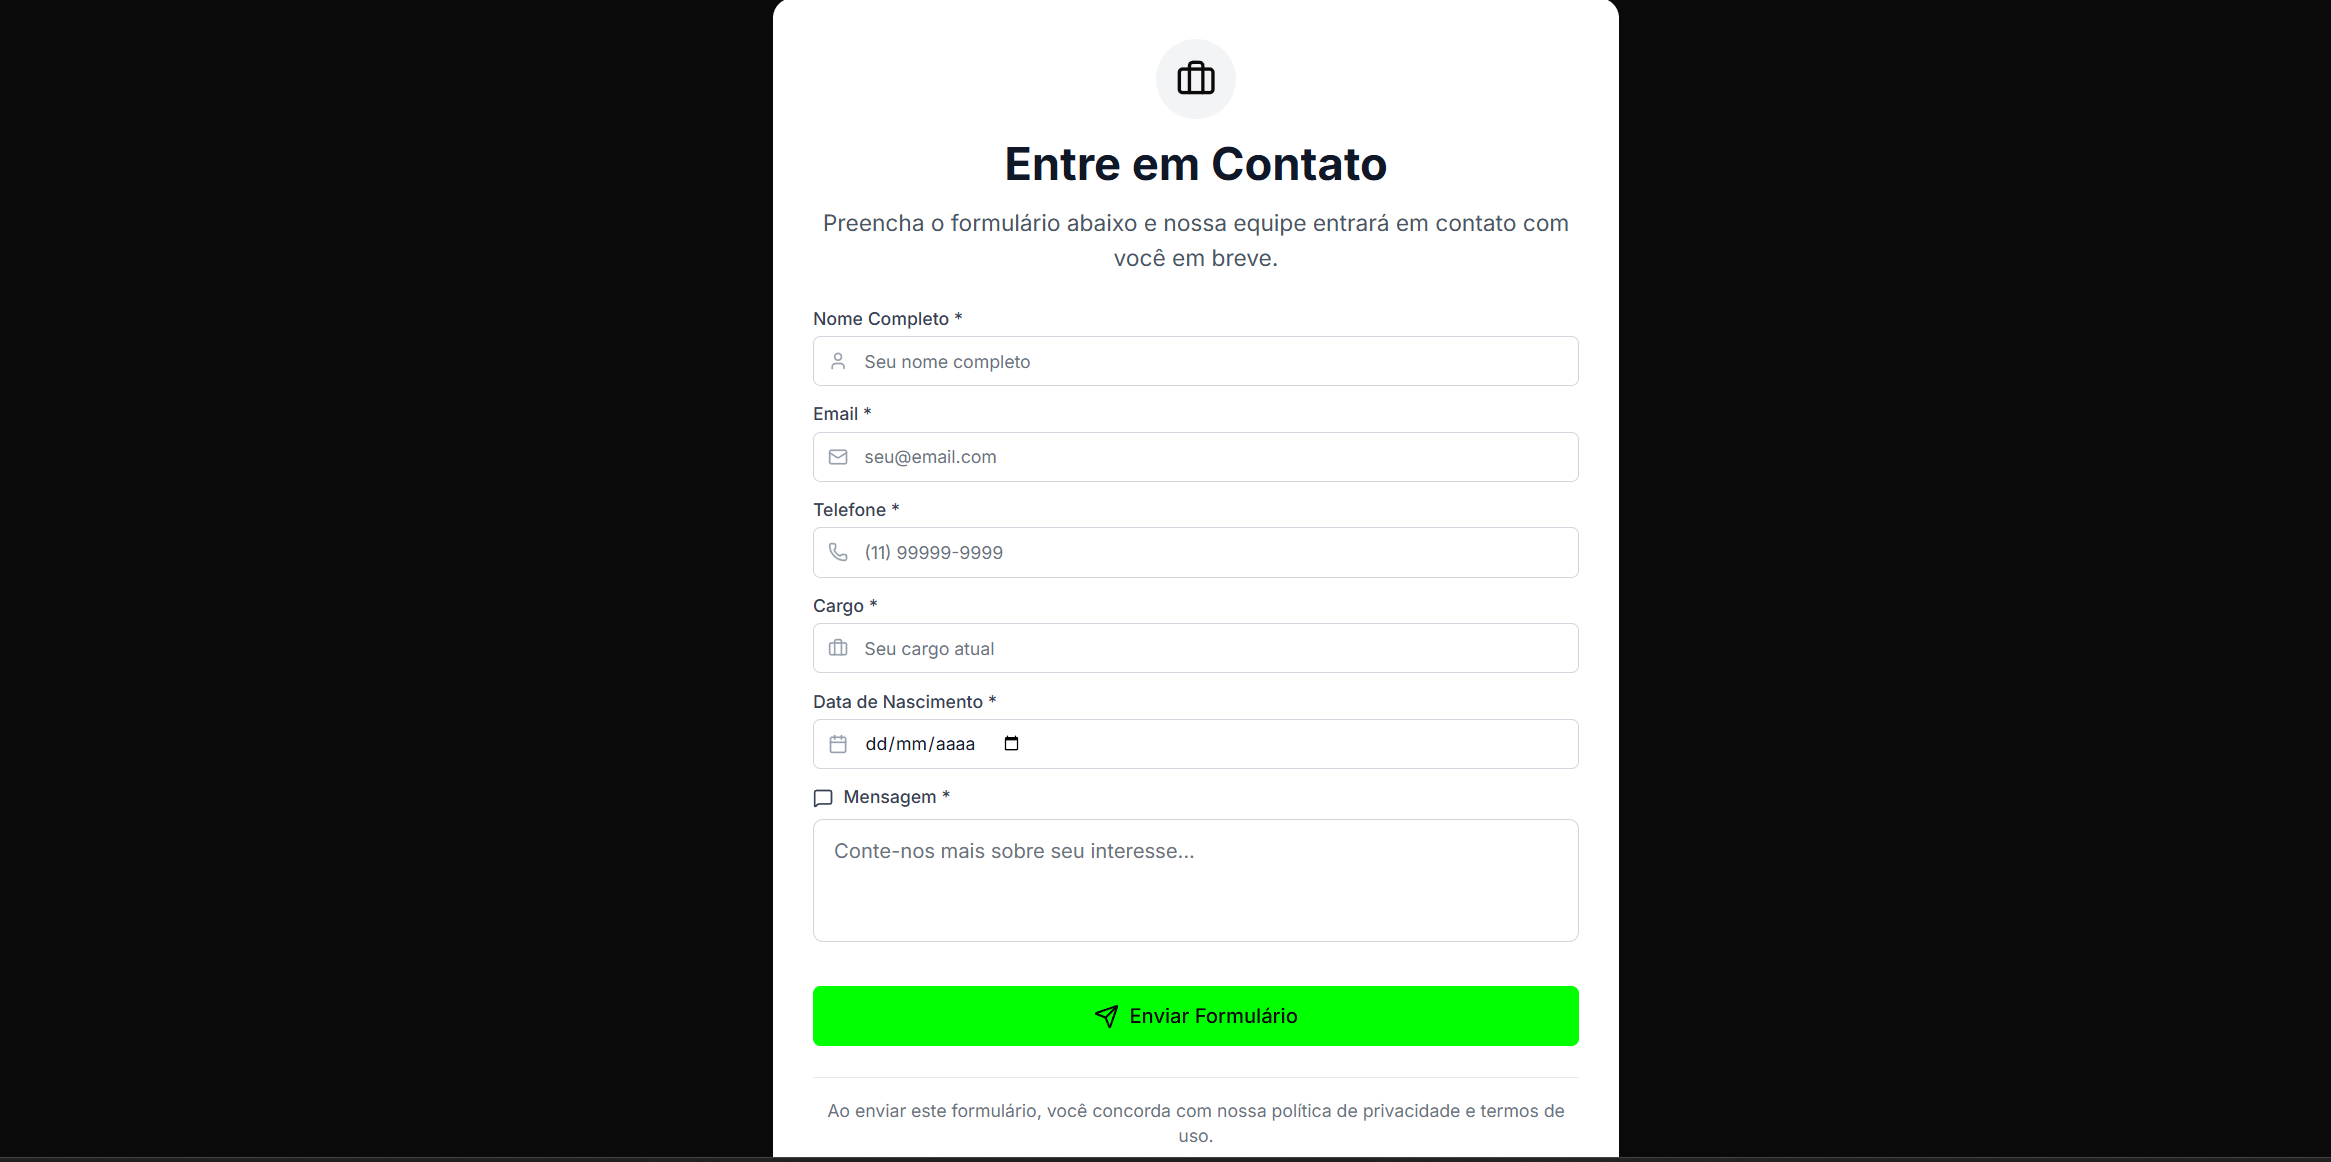 Entre em Contato
Preencha o formulário abaixo e nossa equipe entrará em contato com
você em breve.
Nome Completo *
Seu nome completo
Email *
seu@email.com
Telefone *
(11) 99999-9999
Cargo *
Seu cargo atual
Data de Nascimento *
dd/mm/aaaa
Mensagem *
Conte-nos mais sobre seu interesse...
Enviar Formulário
Ao enviar este formulário, você concorda com nossa política de privacidade e termos de
uso.